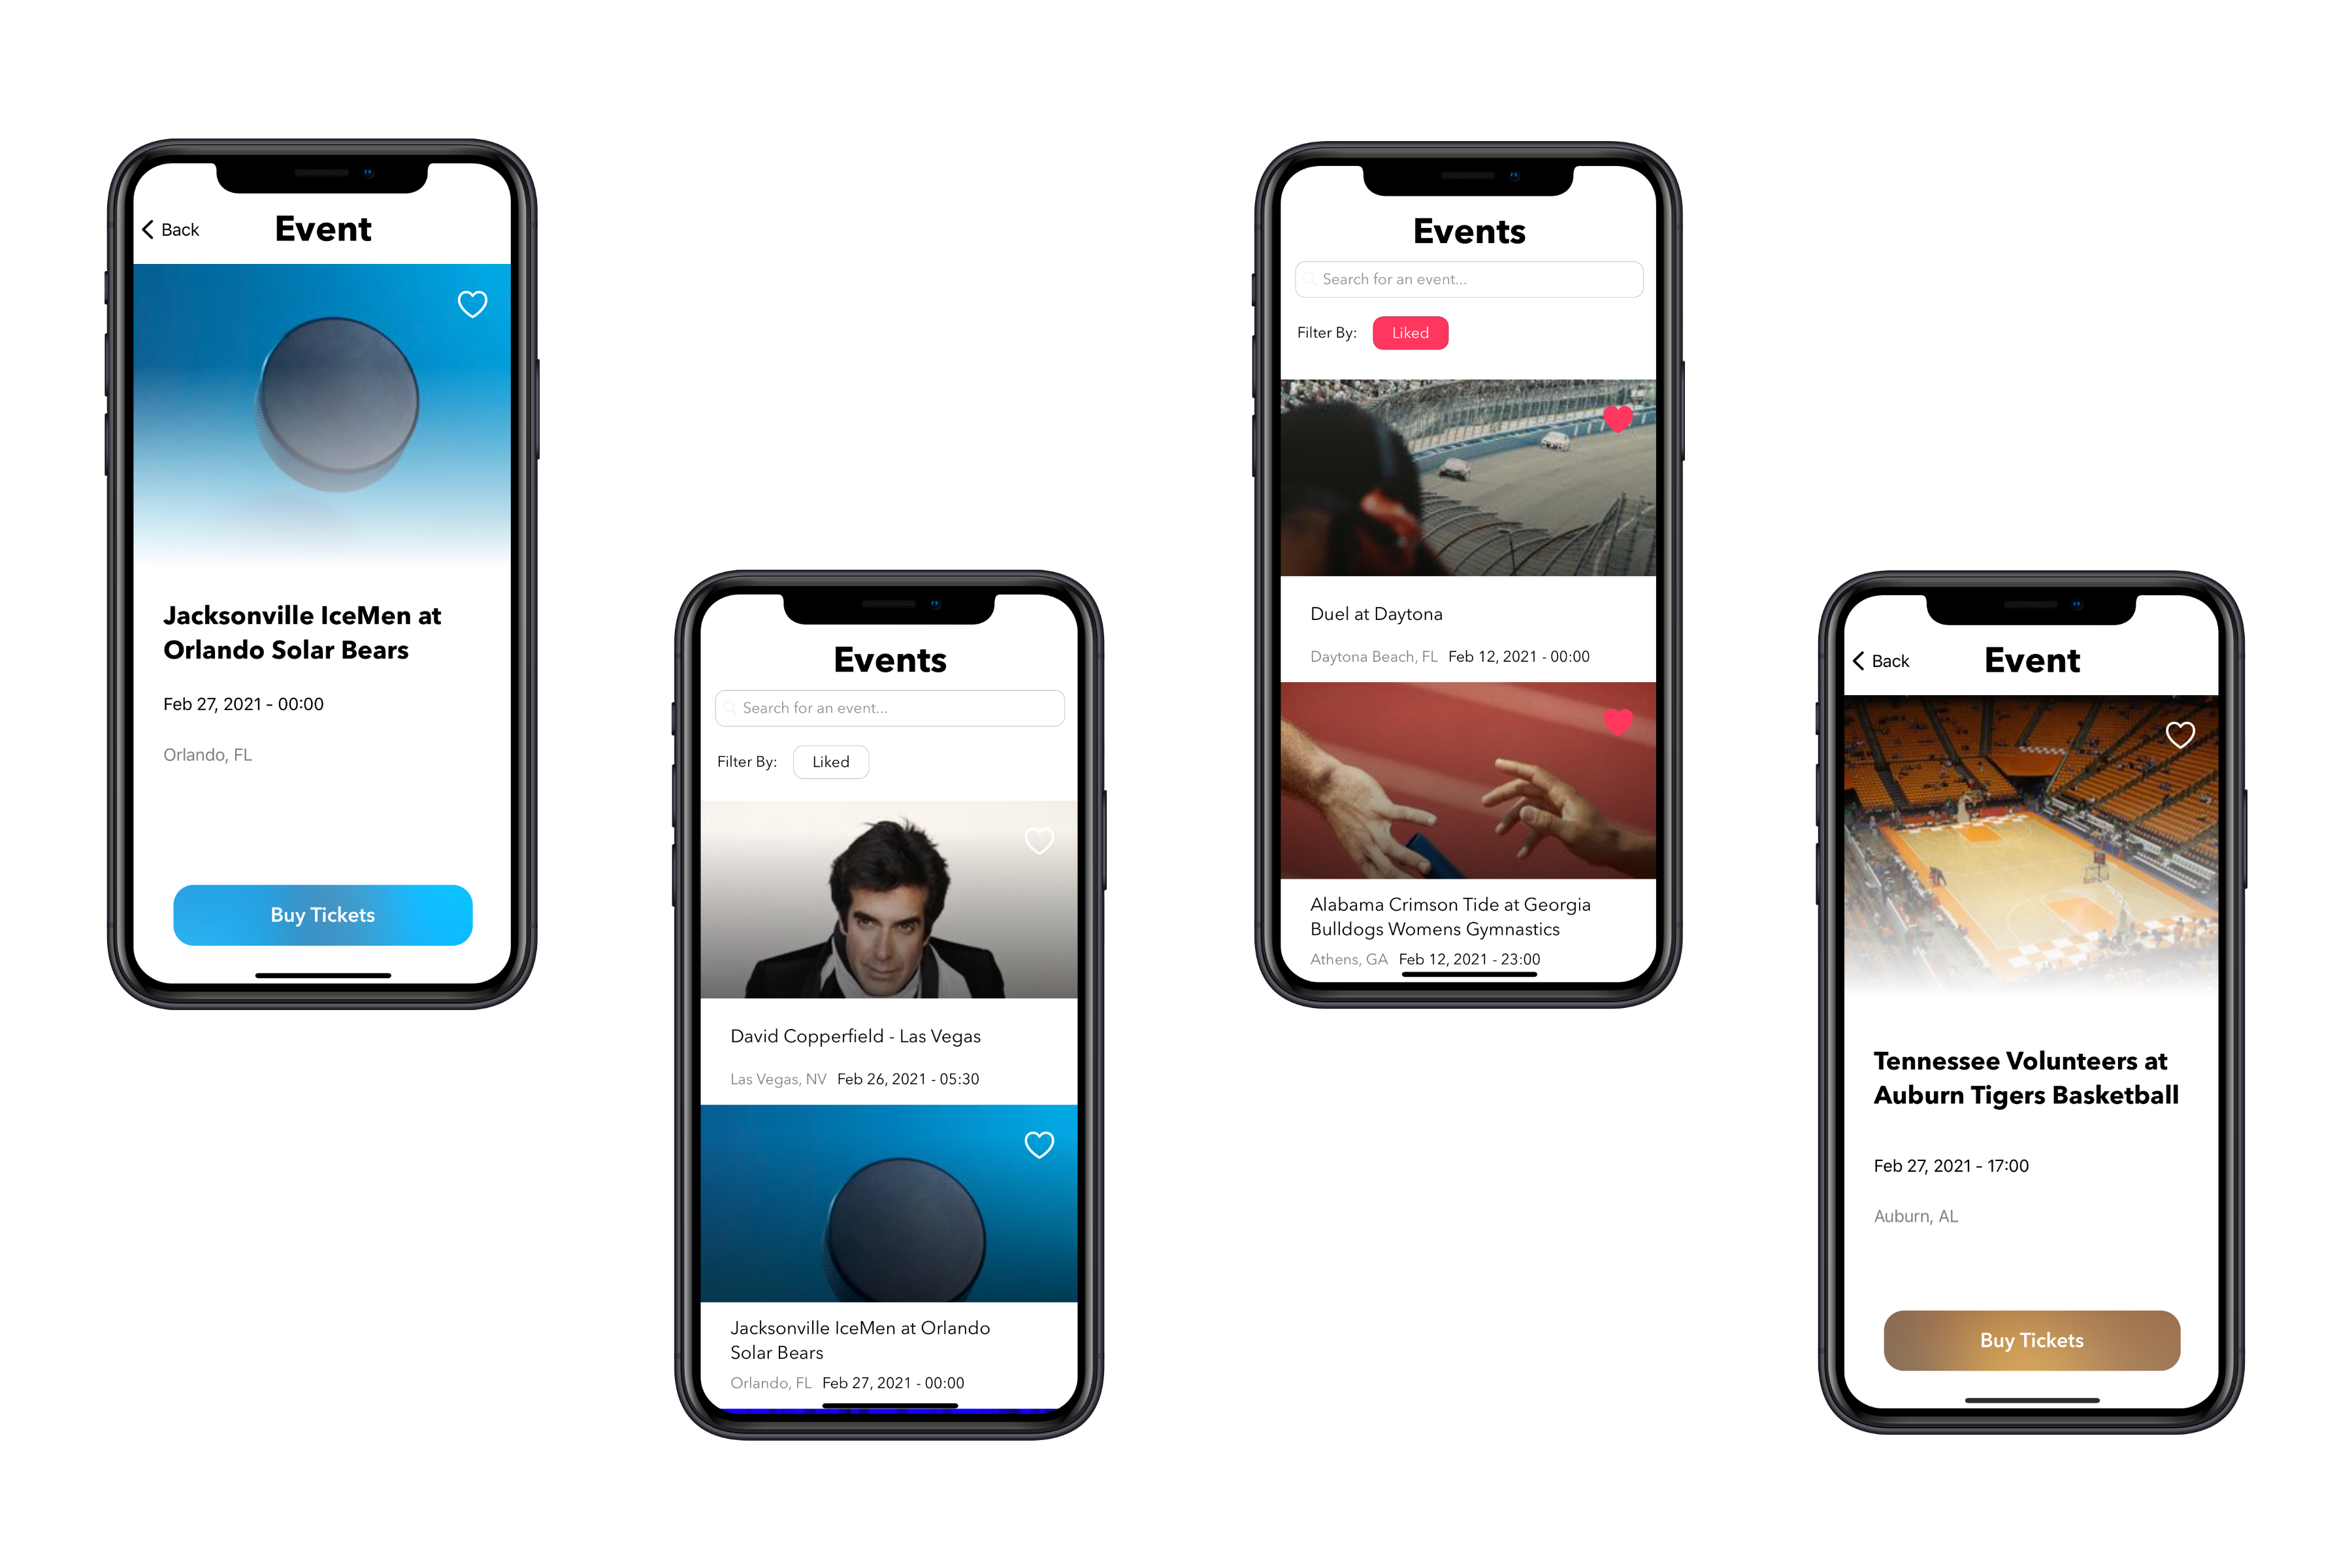 Back
Event
Jacksonville IceMen at
Orlando Solar Bears
Feb 27, 2021 - 00:00
Orlando, FL
Buy Tickets
Events
Search for an event...
Filter By:
Liked
David Copperfield - Las Vegas
Las Vegas, NV Feb 26, 2021 - 05:30
Jacksonville IceMen at Orlando
Solar Bears
Orlando, FL Feb 27, 2021 - 00:00
Events
Search for an event...
Filter By:
Liked
Duel at Daytona
Daytona Beach, FL Feb 12, 2021 - 00:00
Alabama Crimson Tide at Georgia
Bulldogs Womens Gymnastics
Athens, GA Feb 12, 2021 - 23:00
Back
Event
Tennessee Volunteers at
Auburn Tigers Basketball
Feb 27, 2021 - 17:00
Auburn, AL
Buy Tickets